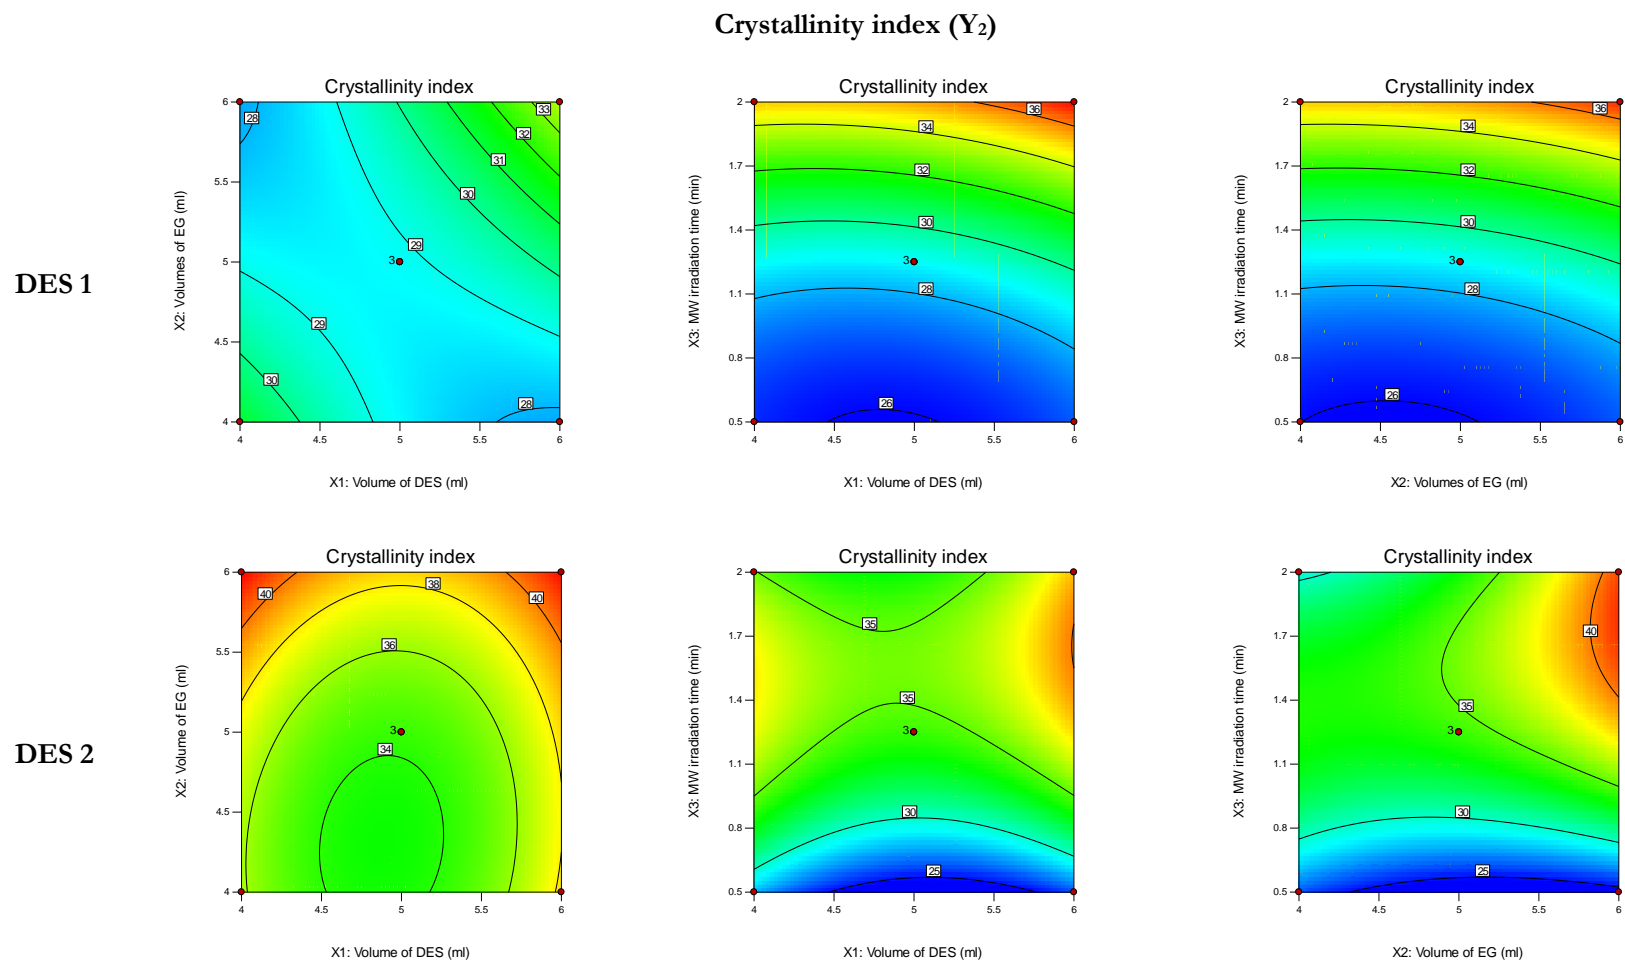 Crystallinity index (Y₂)
DES 1
Crystallinity index
X2: Volumes of EG (ml)
6
5.5
5
4.5
4
28
33
32
31
30
29
3
29
30
28
4 4.5 5 5.5 6
X1: Volume of DES (ml)
Crystallinity index
X3: MW irradiation time (min)
2
1.7
1.4
1.1
0.8
0.5
36
34
32
30
3
28
26
4 4.5 5 5.5 6
X1: Volume of DES (ml)
Crystallinity index
X3: MW irradiation time (min)
2
1.7
1.4
1.1
0.8
0.5
36
34
32
30
3
28
26
4 4.5 5 5.5 6
X2: Volumes of EG (ml)
DES 2
Crystallinity index
X2: Volume of EG (ml)
6
5.5
5
4.5
4
40
38
40
36
3
34
4 4.5 5 5.5 6
X1: Volume of DES (ml)
Crystallinity index
X3: MW irradiation time (min)
2
1.7
1.4
1.1
0.8
0.5
35
35
3
30
25
4 4.5 5 5.5 6
X1: Volume of DES (ml)
Crystallinity index
X3: MW irradiation time (min)
2
1.7
1.4
1.1
0.8
0.5
40
35
3
30
25
4 4.5 5 5.5 6
X2: Volume of EG (ml)